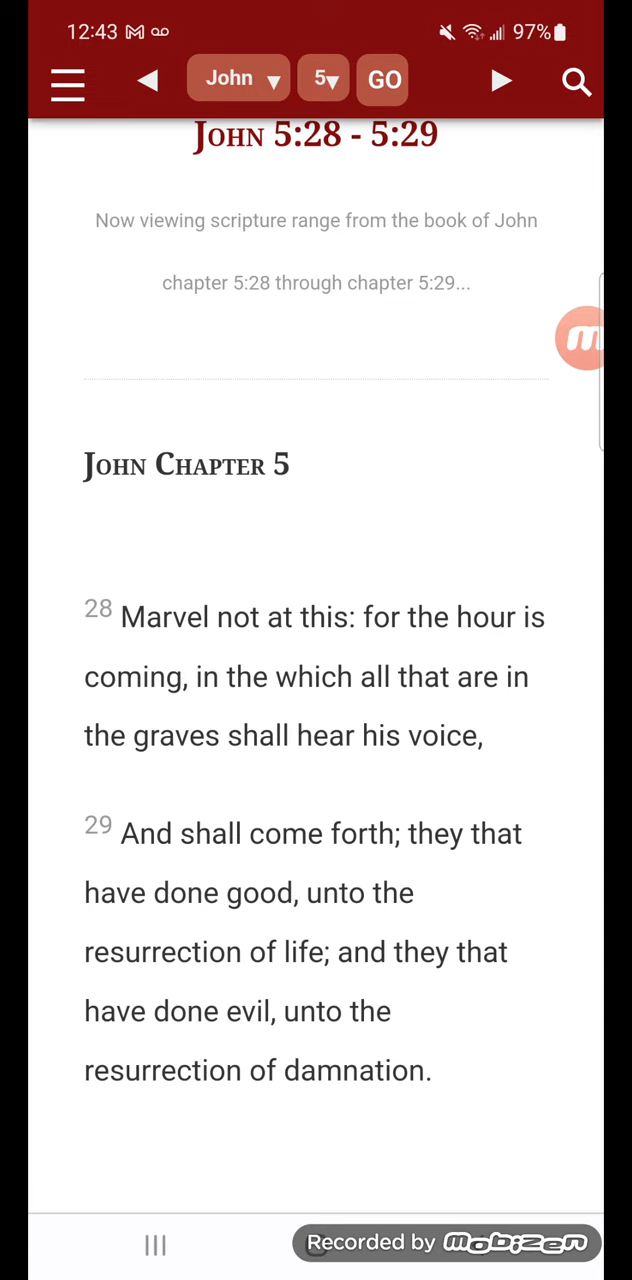 12:43 97%
John 5 GO
John 5:28 - 5:29
Now viewing scripture range from the book of John
chapter 5:28 through chapter 5:29...
m
John Chapter 5
28 Marvel not at this: for the hour is
coming, in the which all that are in
the graves shall hear his voice,
29 And shall come forth; they that
have done good, unto the
resurrection of life; and they that
have done evil, unto the
resurrection of damnation.
Recorded by mobizen